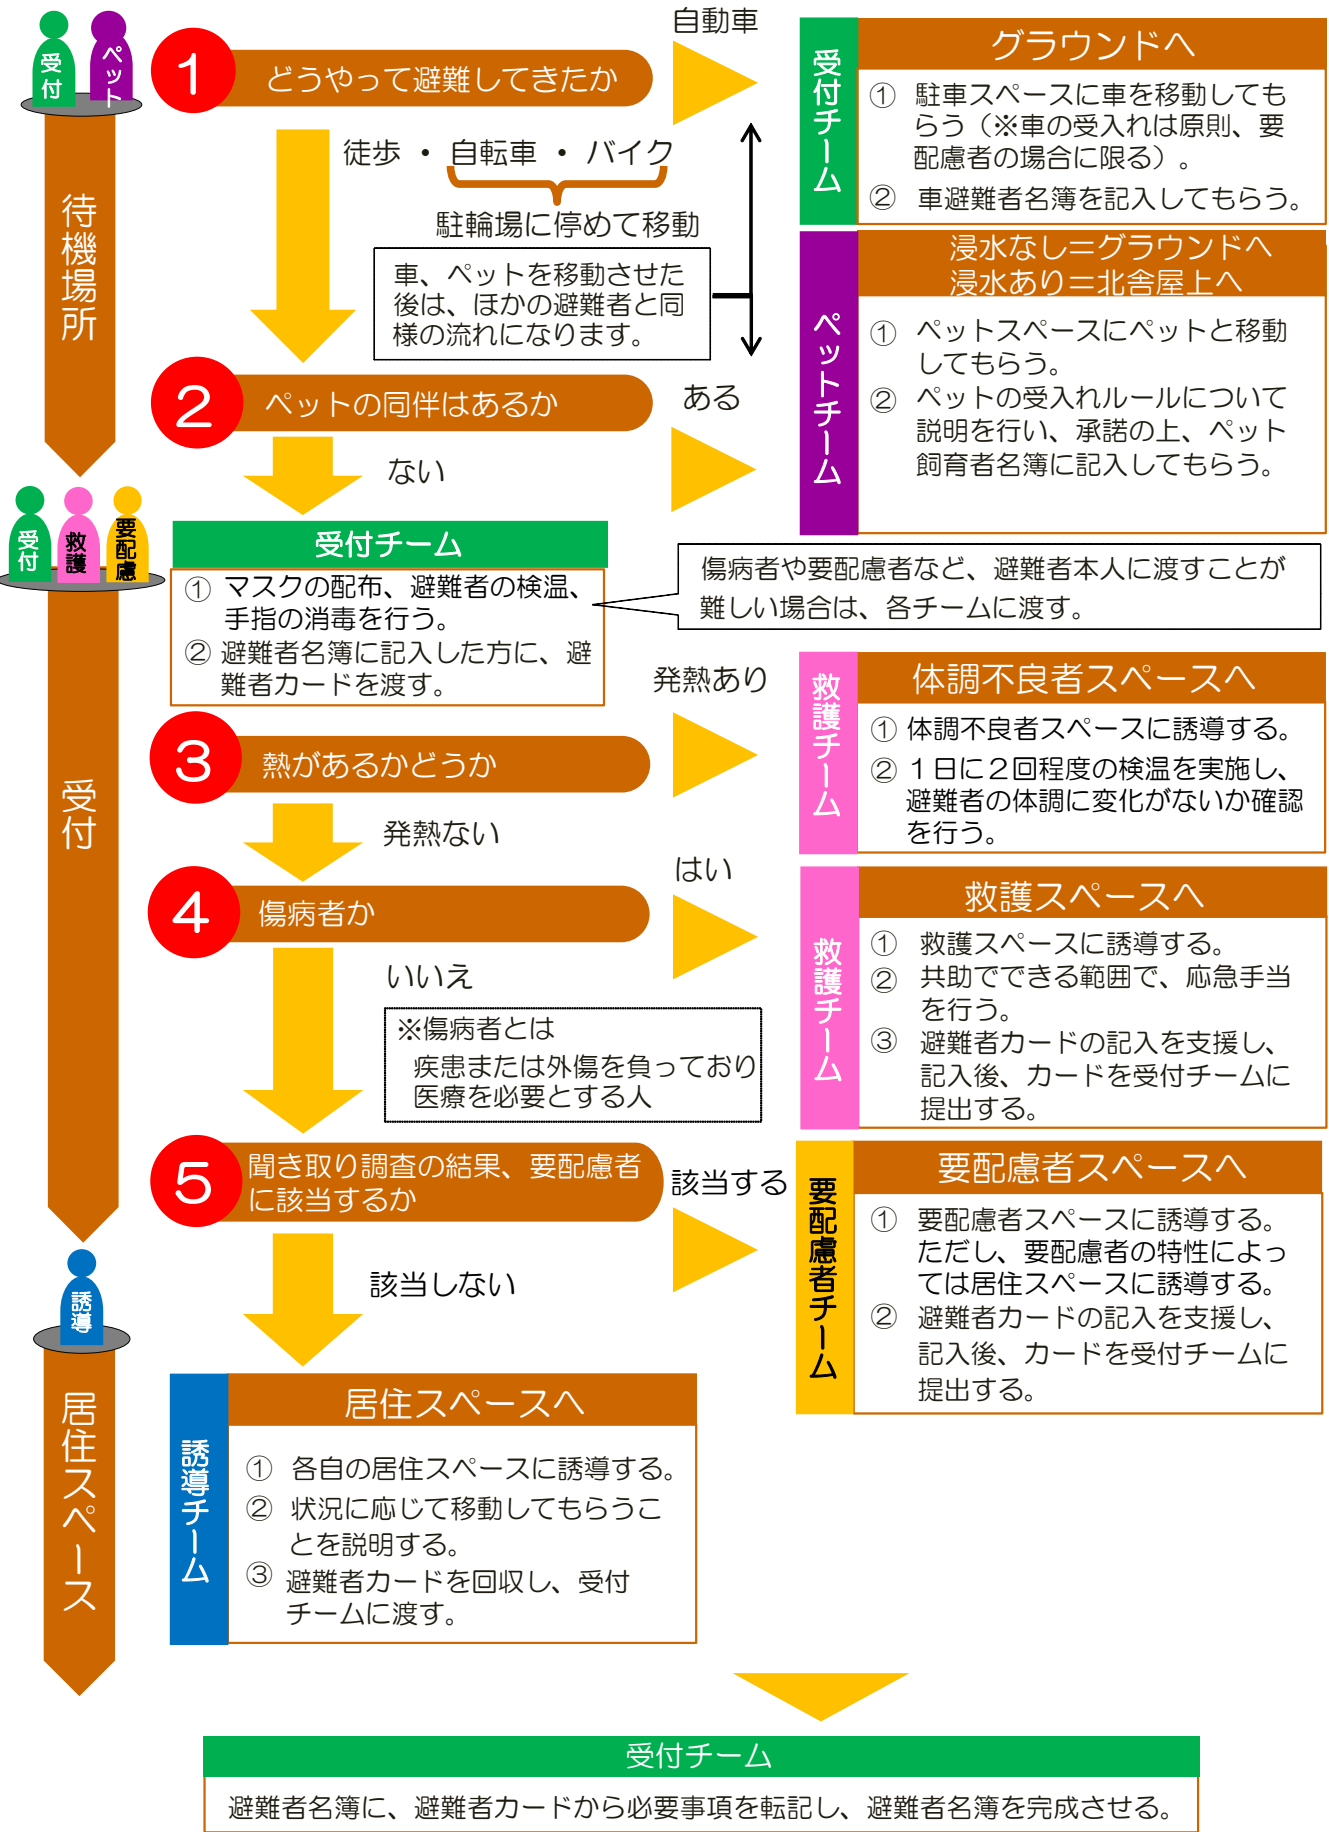 受付
ペット
待機場所
1
どうやって避難してきたか
自動車
受付チーム
グラウンドへ
① 駐車スペースに車を移動しても
らう（※車の受入れは原則、要
配慮者の場合に限る）。
② 車避難者名簿を記入してもらう。
徒歩 ・ 自転車 ・ バイク
駐輪場に停めて移動
車、ペットを移動させた
後は、ほかの避難者と同
様の流れになります。
2
ペットの同伴はあるか
ある
ない
ペットチーム
浸水なし＝グラウンドへ
浸水あり＝北舎屋上へ
① ペットスペースにペットと移動
してもらう。
② ペットの受入れルールについて
説明を行い、承諾の上、ペット
飼育者名簿に記入してもらう。
受付
救護
要配慮
受付
受付チーム
① マスクの配布、避難者の検温、
手指の消毒を行う。
② 避難者名簿に記入した方に、避
難者カードを渡す。
傷病者や要配慮者など、避難者本人に渡すことが
難しい場合は、各チームに渡す。
3
熱があるかどうか
発熱あり
発熱ない
救護チーム
体調不良者スペースへ
① 体調不良者スペースに誘導する。
② １日に２回程度の検温を実施し、
避難者の体調に変化がないか確認
を行う。
4
傷病者か
はい
いいえ
※傷病者とは
疾患または外傷を負っており
医療を必要とする人
救護チーム
救護スペースへ
① 救護スペースに誘導する。
② 共助でできる範囲で、応急手当
を行う。
③ 避難者カードの記入を支援し、
記入後、カードを受付チームに
提出する。
5
聞き取り調査の結果、要配慮者
に該当するか
該当する
該当しない
要配慮者チーム
要配慮者スペースへ
① 要配慮者スペースに誘導する。
ただし、要配慮者の特性によっ
ては居住スペースに誘導する。
② 避難者カードの記入を支援し、
記入後、カードを受付チームに
提出する。
誘導
居住スペース
誘導チーム
居住スペースへ
① 各自の居住スペースに誘導する。
② 状況に応じて移動してもらうこ
とを説明する。
③ 避難者カードを回収し、受付
チームに渡す。
受付チーム
避難者名簿に、避難者カードから必要事項を転記し、避難者名簿を完成させる。